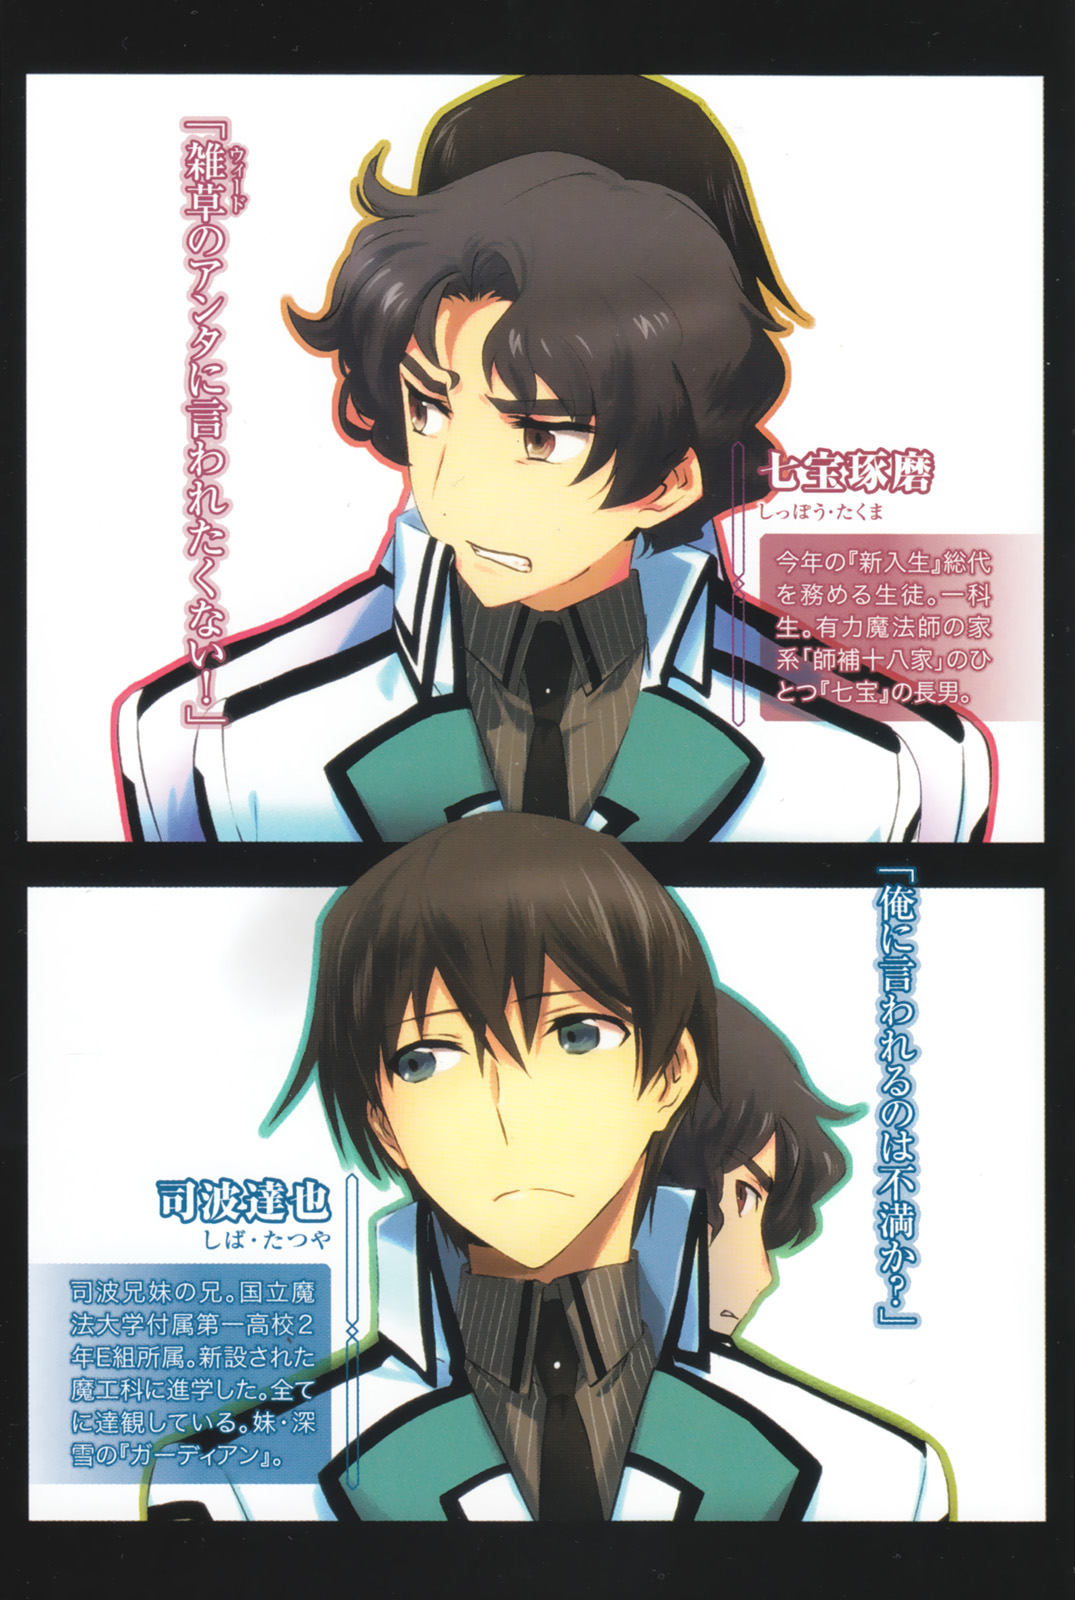 「雑草のアンタに言われたくない！」
ウィード
七宝琢磨
しっぽう・たくま
今年の『新入生』総代
を務める生徒。一科
生。有力魔法師の家
系「師補十八家」のひ
とつ『七宝』の長男。
「俺に言われるのは不満か？」
司波達也
しば・たつや
司波兄妹の兄。国立魔
法大学付属第一高校2
年E組所属。新設された
魔工科に進学した。全て
に達観している。妹・深
雪の『ガーディアン』。